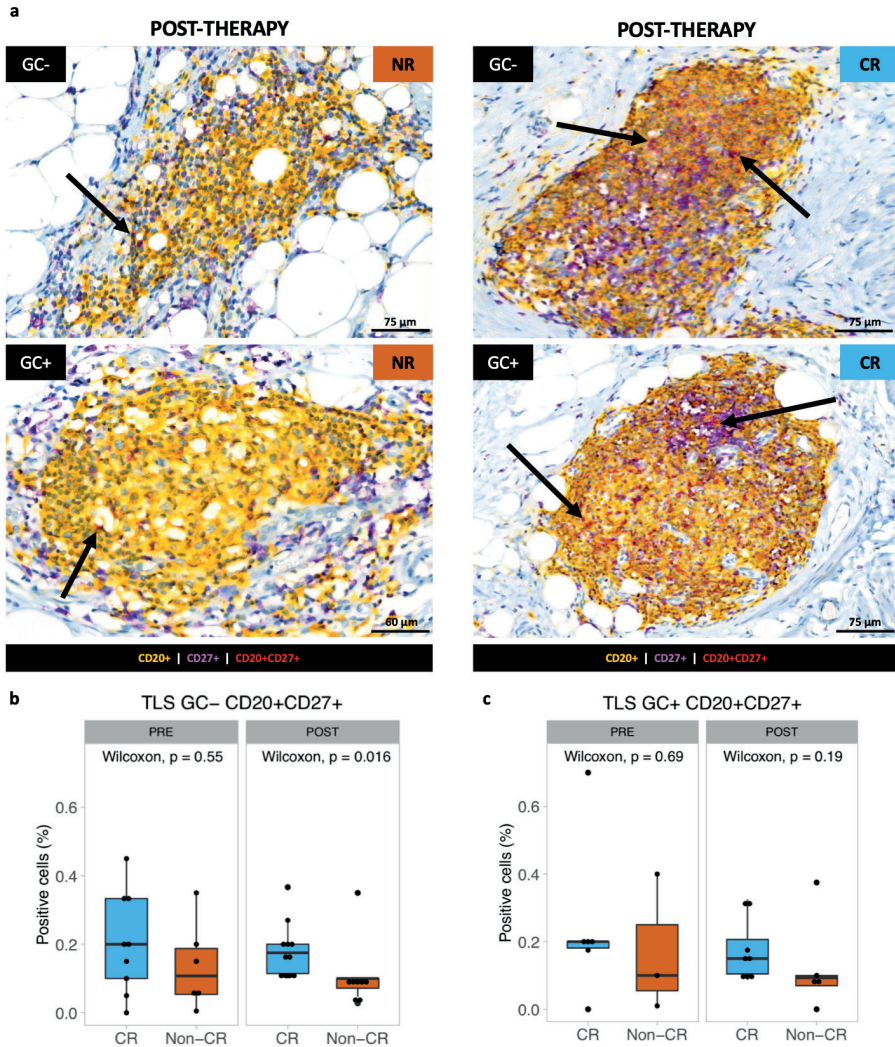 a
POST-THERAPY
POST-THERAPY
GC-
NR
GC-
CR
75 µm
75 µm
GC+
NR
GC+
CR
60 µm
75 µm
CD20+ | CD27+ | CD20+CD27+
CD20+ | CD27+ | CD20+CD27+
b
TLS GC− CD20+CD27+
PRE
POST
Wilcoxon, p = 0.55
Wilcoxon, p = 0.016
Positive cells (%)
0.6
0.4
0.2
0.0
CR
Non−CR
CR
Non−CR
c
TLS GC+ CD20+CD27+
PRE
POST
Wilcoxon, p = 0.69
Wilcoxon, p = 0.19
Positive cells (%)
0.6
0.4
0.2
0.0
CR
Non−CR
CR
Non−CR